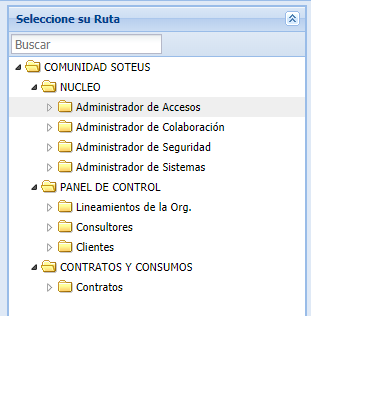 Seleccione su Ruta
Buscar
COMUNIDAD SOTEUS
NUCLEO
Administrador de Accesos
Administrador de Colaboración
Administrador de Seguridad
Administrador de Sistemas
PANEL DE CONTROL
Lineamientos de la Org.
Consultores
Clientes
CONTRATOS Y CONSUMOS
Contratos